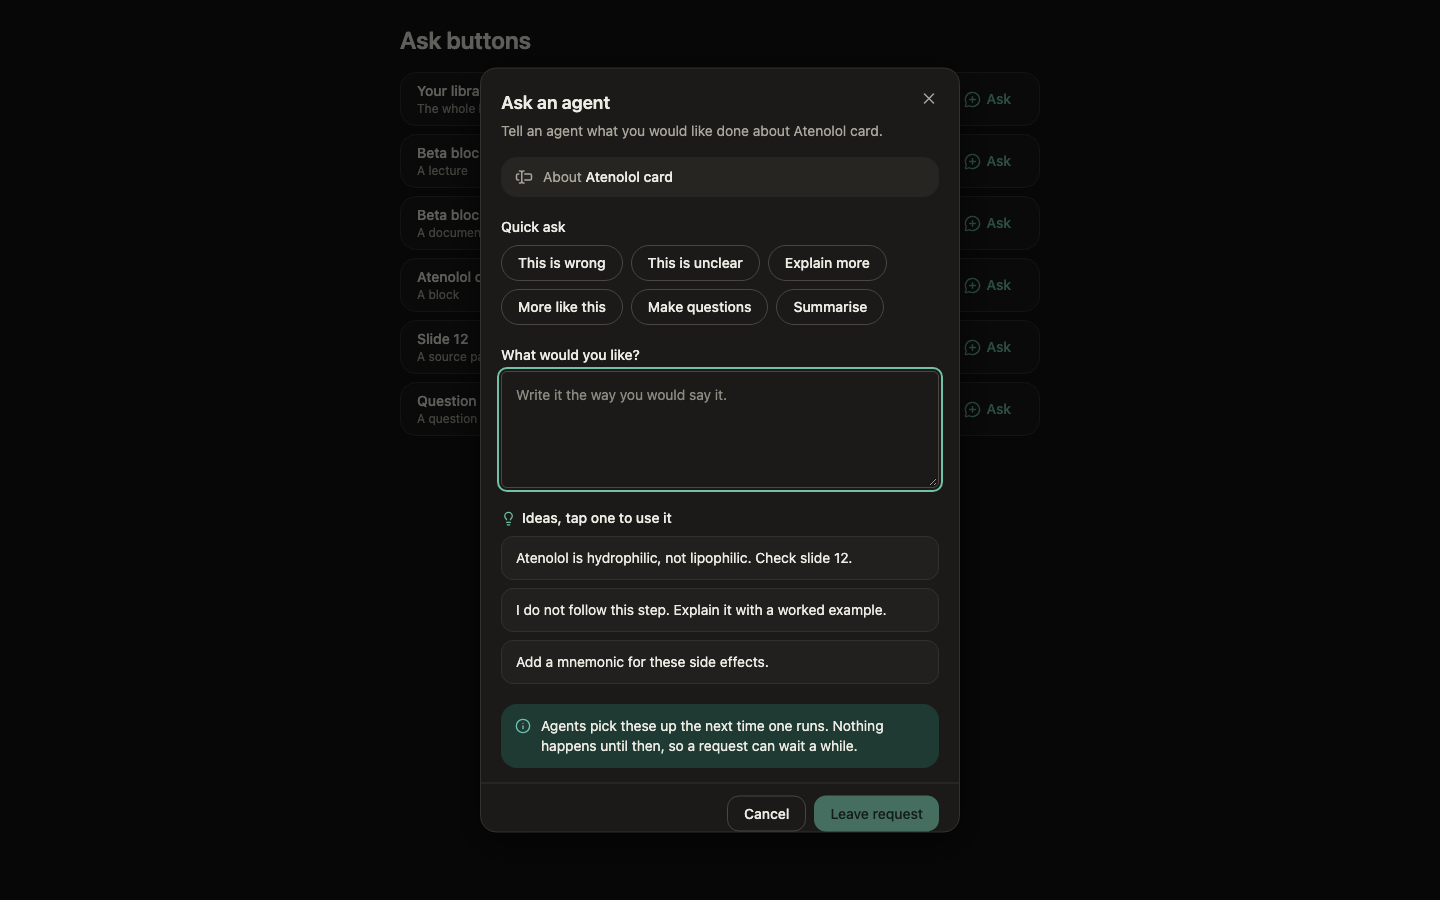 Ask buttons
Your libra
The whole
Ask
Beta bloc
A lecture
Ask
Beta bloc
A documen
Ask
Atenolol c
A block
Ask
Slide 12
A source pa
Ask
Question
A question
Ask
Ask an agent
Tell an agent what you would like done about Atenolol card.
About Atenolol card
Quick ask
This is wrong
This is unclear
Explain more
More like this
Make questions
Summarise
What would you like?
Write it the way you would say it.
Ideas, tap one to use it
Atenolol is hydrophilic, not lipophilic. Check slide 12.
I do not follow this step. Explain it with a worked example.
Add a mnemonic for these side effects.
Agents pick these up the next time one runs. Nothing
happens until then, so a request can wait a while.
Cancel
Leave request